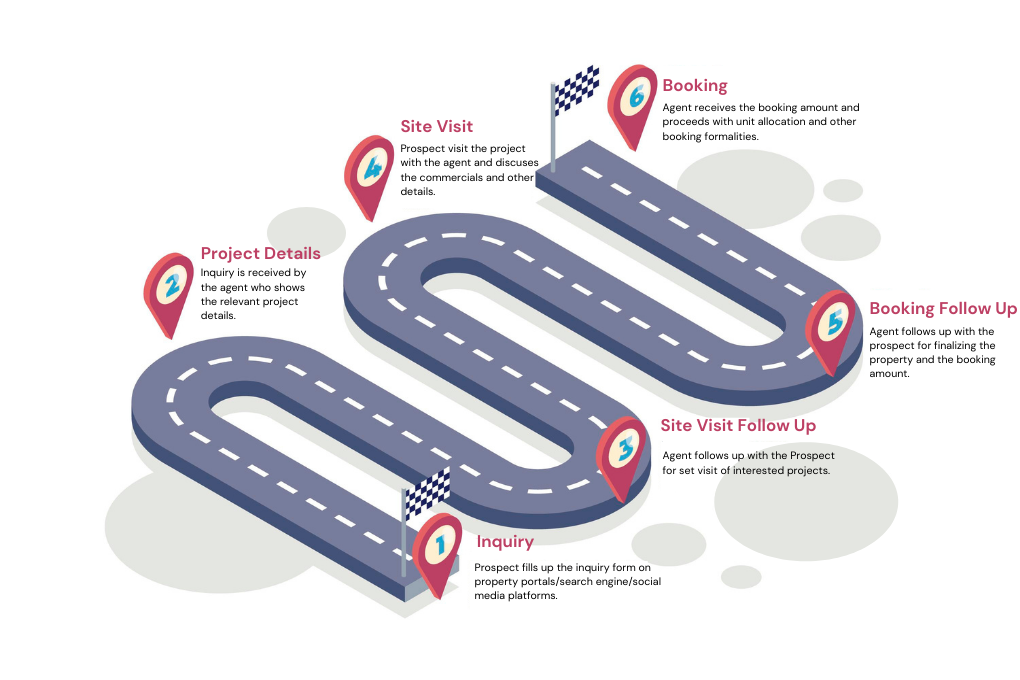 6
Booking
Agent receives the booking amount and
proceeds with unit allocation and other
booking formalities.
4
Site Visit
Prospect visit the project
with the agent and discuses
the commercials and other
details.
2
Project Details
Inquiry is received by
the agent who shows
the relevant project
details.
5
Booking Follow Up
Agent follows up with the
prospect for finalizing the
property and the booking
amount.
3
Site Visit Follow Up
Agent follows up with the Prospect
for set visit of interested projects.
1
Inquiry
Prospect fills up the inquiry form on
property portals/search engine/social
media platforms.